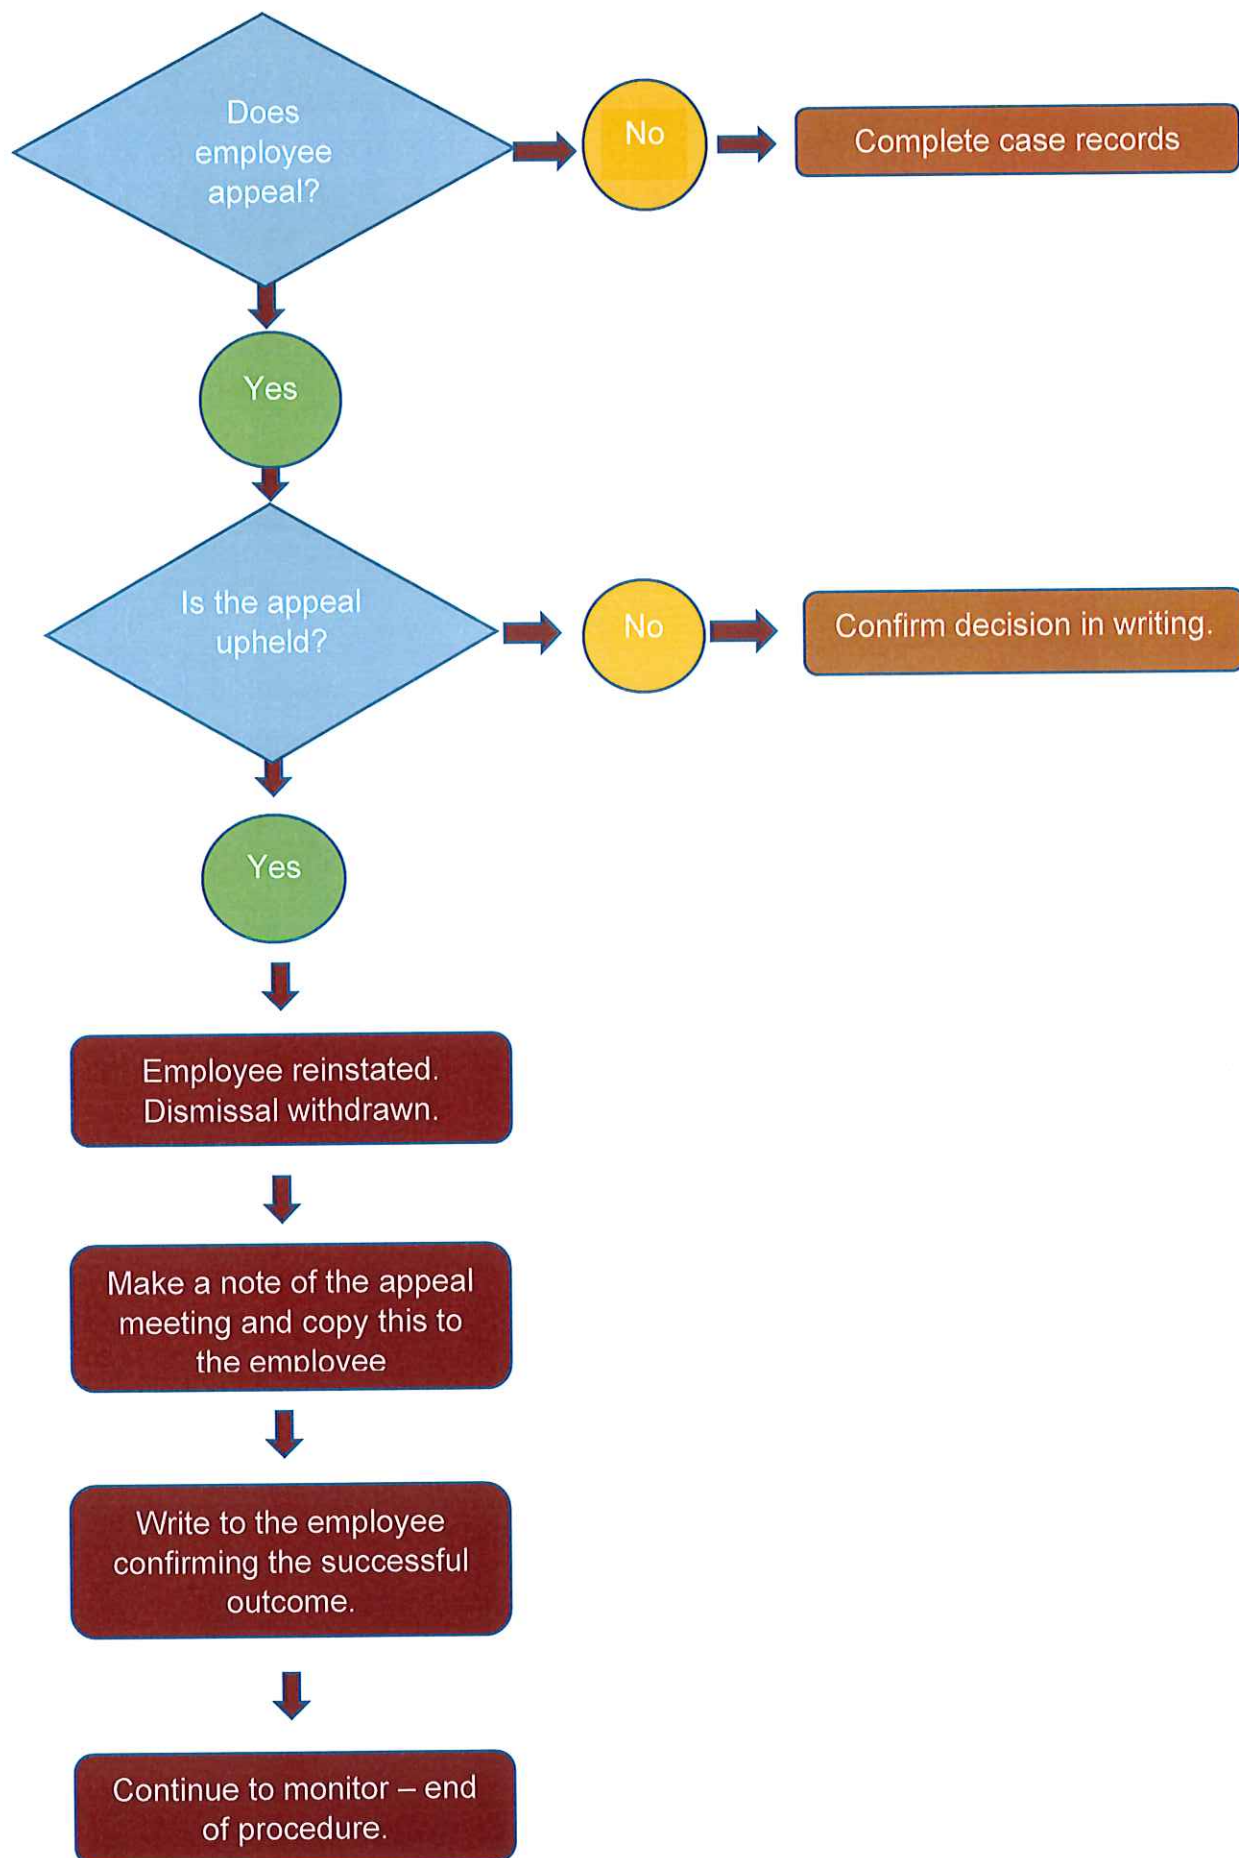 Does
employee
appeal?
No
Complete case records
Yes
Is the appeal
upheld?
No
Confirm decision in writing.
Yes
Employee reinstated.
Dismissal withdrawn.
Make a note of the appeal
meeting and copy this to
the employee
Write to the employee
confirming the successful
outcome.
Continue to monitor – end
of procedure.